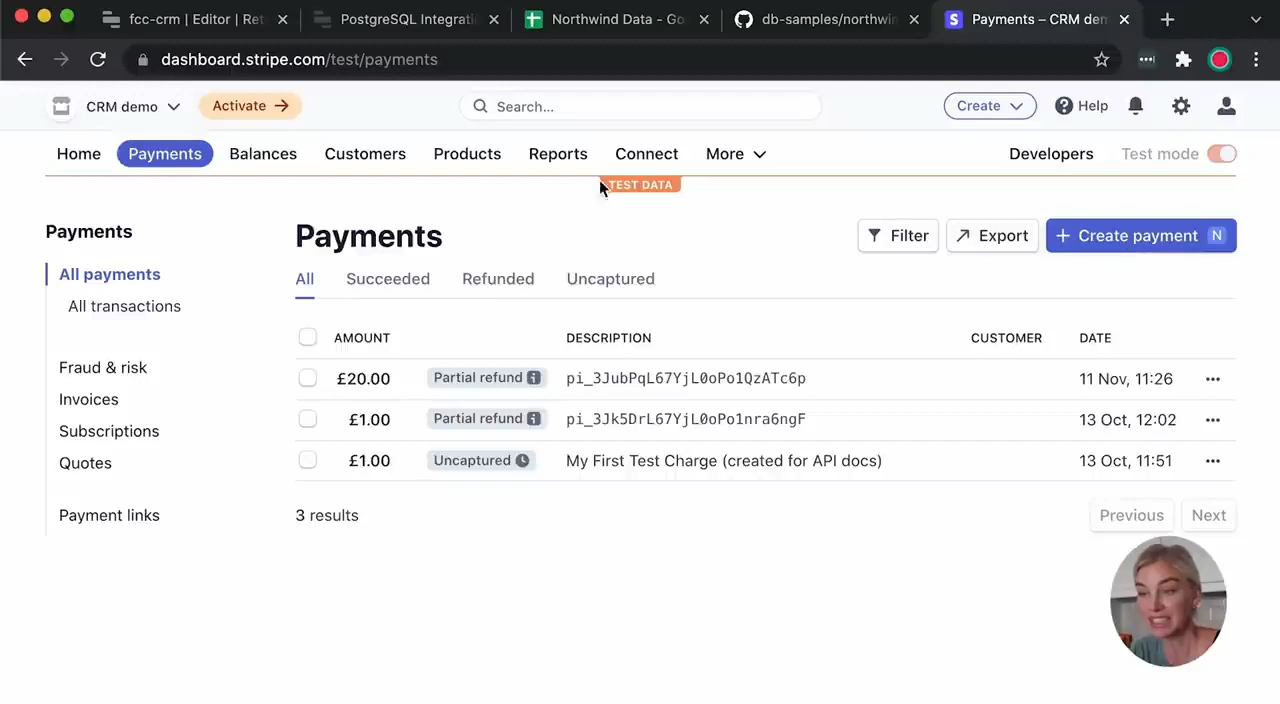 fcc-crm | Editor | Ret
PostgreSQL Integrati
Northwind Data - Go
db-samples/northwin
Payments – CRM dem
dashboard.stripe.com/test/payments
CRM demo
Activate
Search...
Create
Help
Home
Payments
Balances
Customers
Products
Reports
Connect
More
Developers
Test mode
TEST DATA
Payments
All payments
All transactions
Fraud & risk
Invoices
Subscriptions
Quotes
Payment links
Payments
Filter
Export
+ Create payment N
All
Succeeded
Refunded
Uncaptured
AMOUNT DESCRIPTION CUSTOMER DATE
£20.00 Partial refund pi_3JubPqL67YjL0oPo1QzATc6p 11 Nov, 11:26
£1.00 Partial refund pi_3Jk5DrL67YjL0oPo1nra6ngF 13 Oct, 12:02
£1.00 Uncaptured My First Test Charge (created for API docs) 13 Oct, 11:51
3 results
Previous
Next